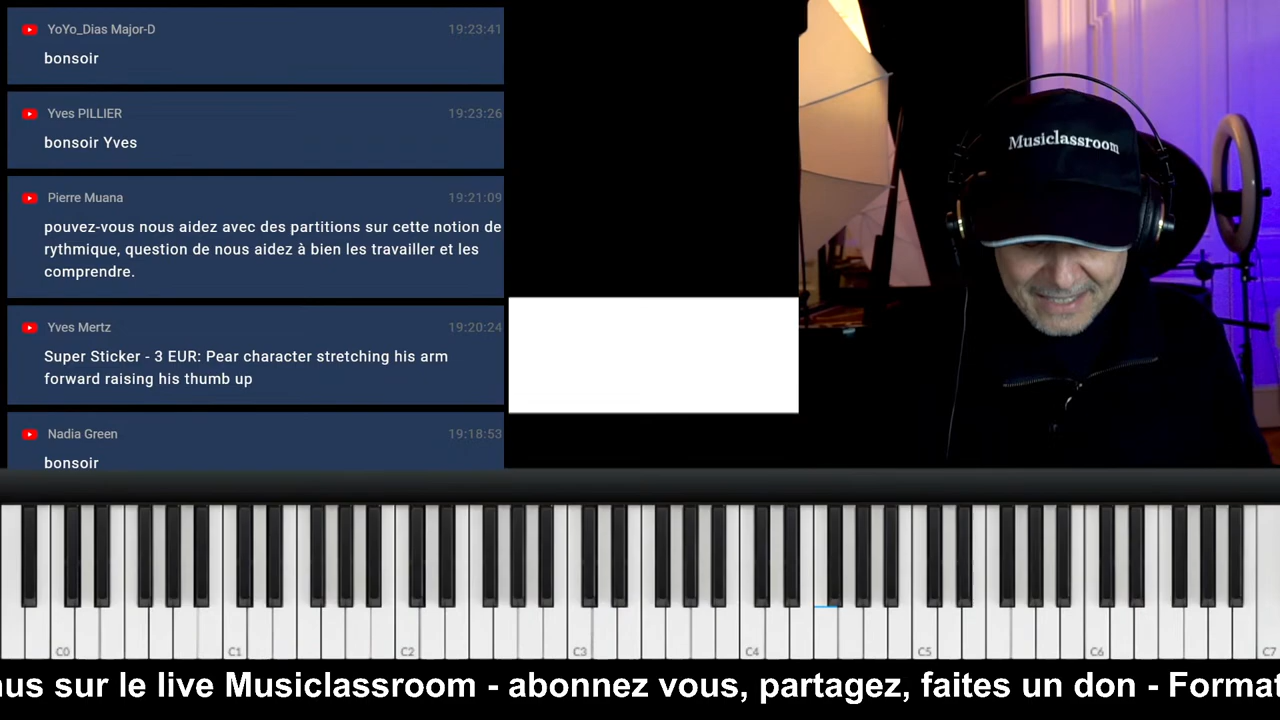 YoYo_Dias Major-D 19:23:41
bonsoir
Yves PILLIER 19:23:26
bonsoir Yves
Pierre Muana 19:21:09
pouvez-vous nous aidez avec des partitions sur cette notion de
rythmique, question de nous aidez à bien les travailler et les
comprendre.
Yves Mertz 19:20:24
Super Sticker - 3 EUR: Pear character stretching his arm
forward raising his thumb up
Nadia Green 19:18:53
bonsoir
Musiclassroom
C0 C1 C2 C3 C4 C5 C6 C7
nus sur le live Musiclassroom - abonnez vous, partagez, faites un don - Format